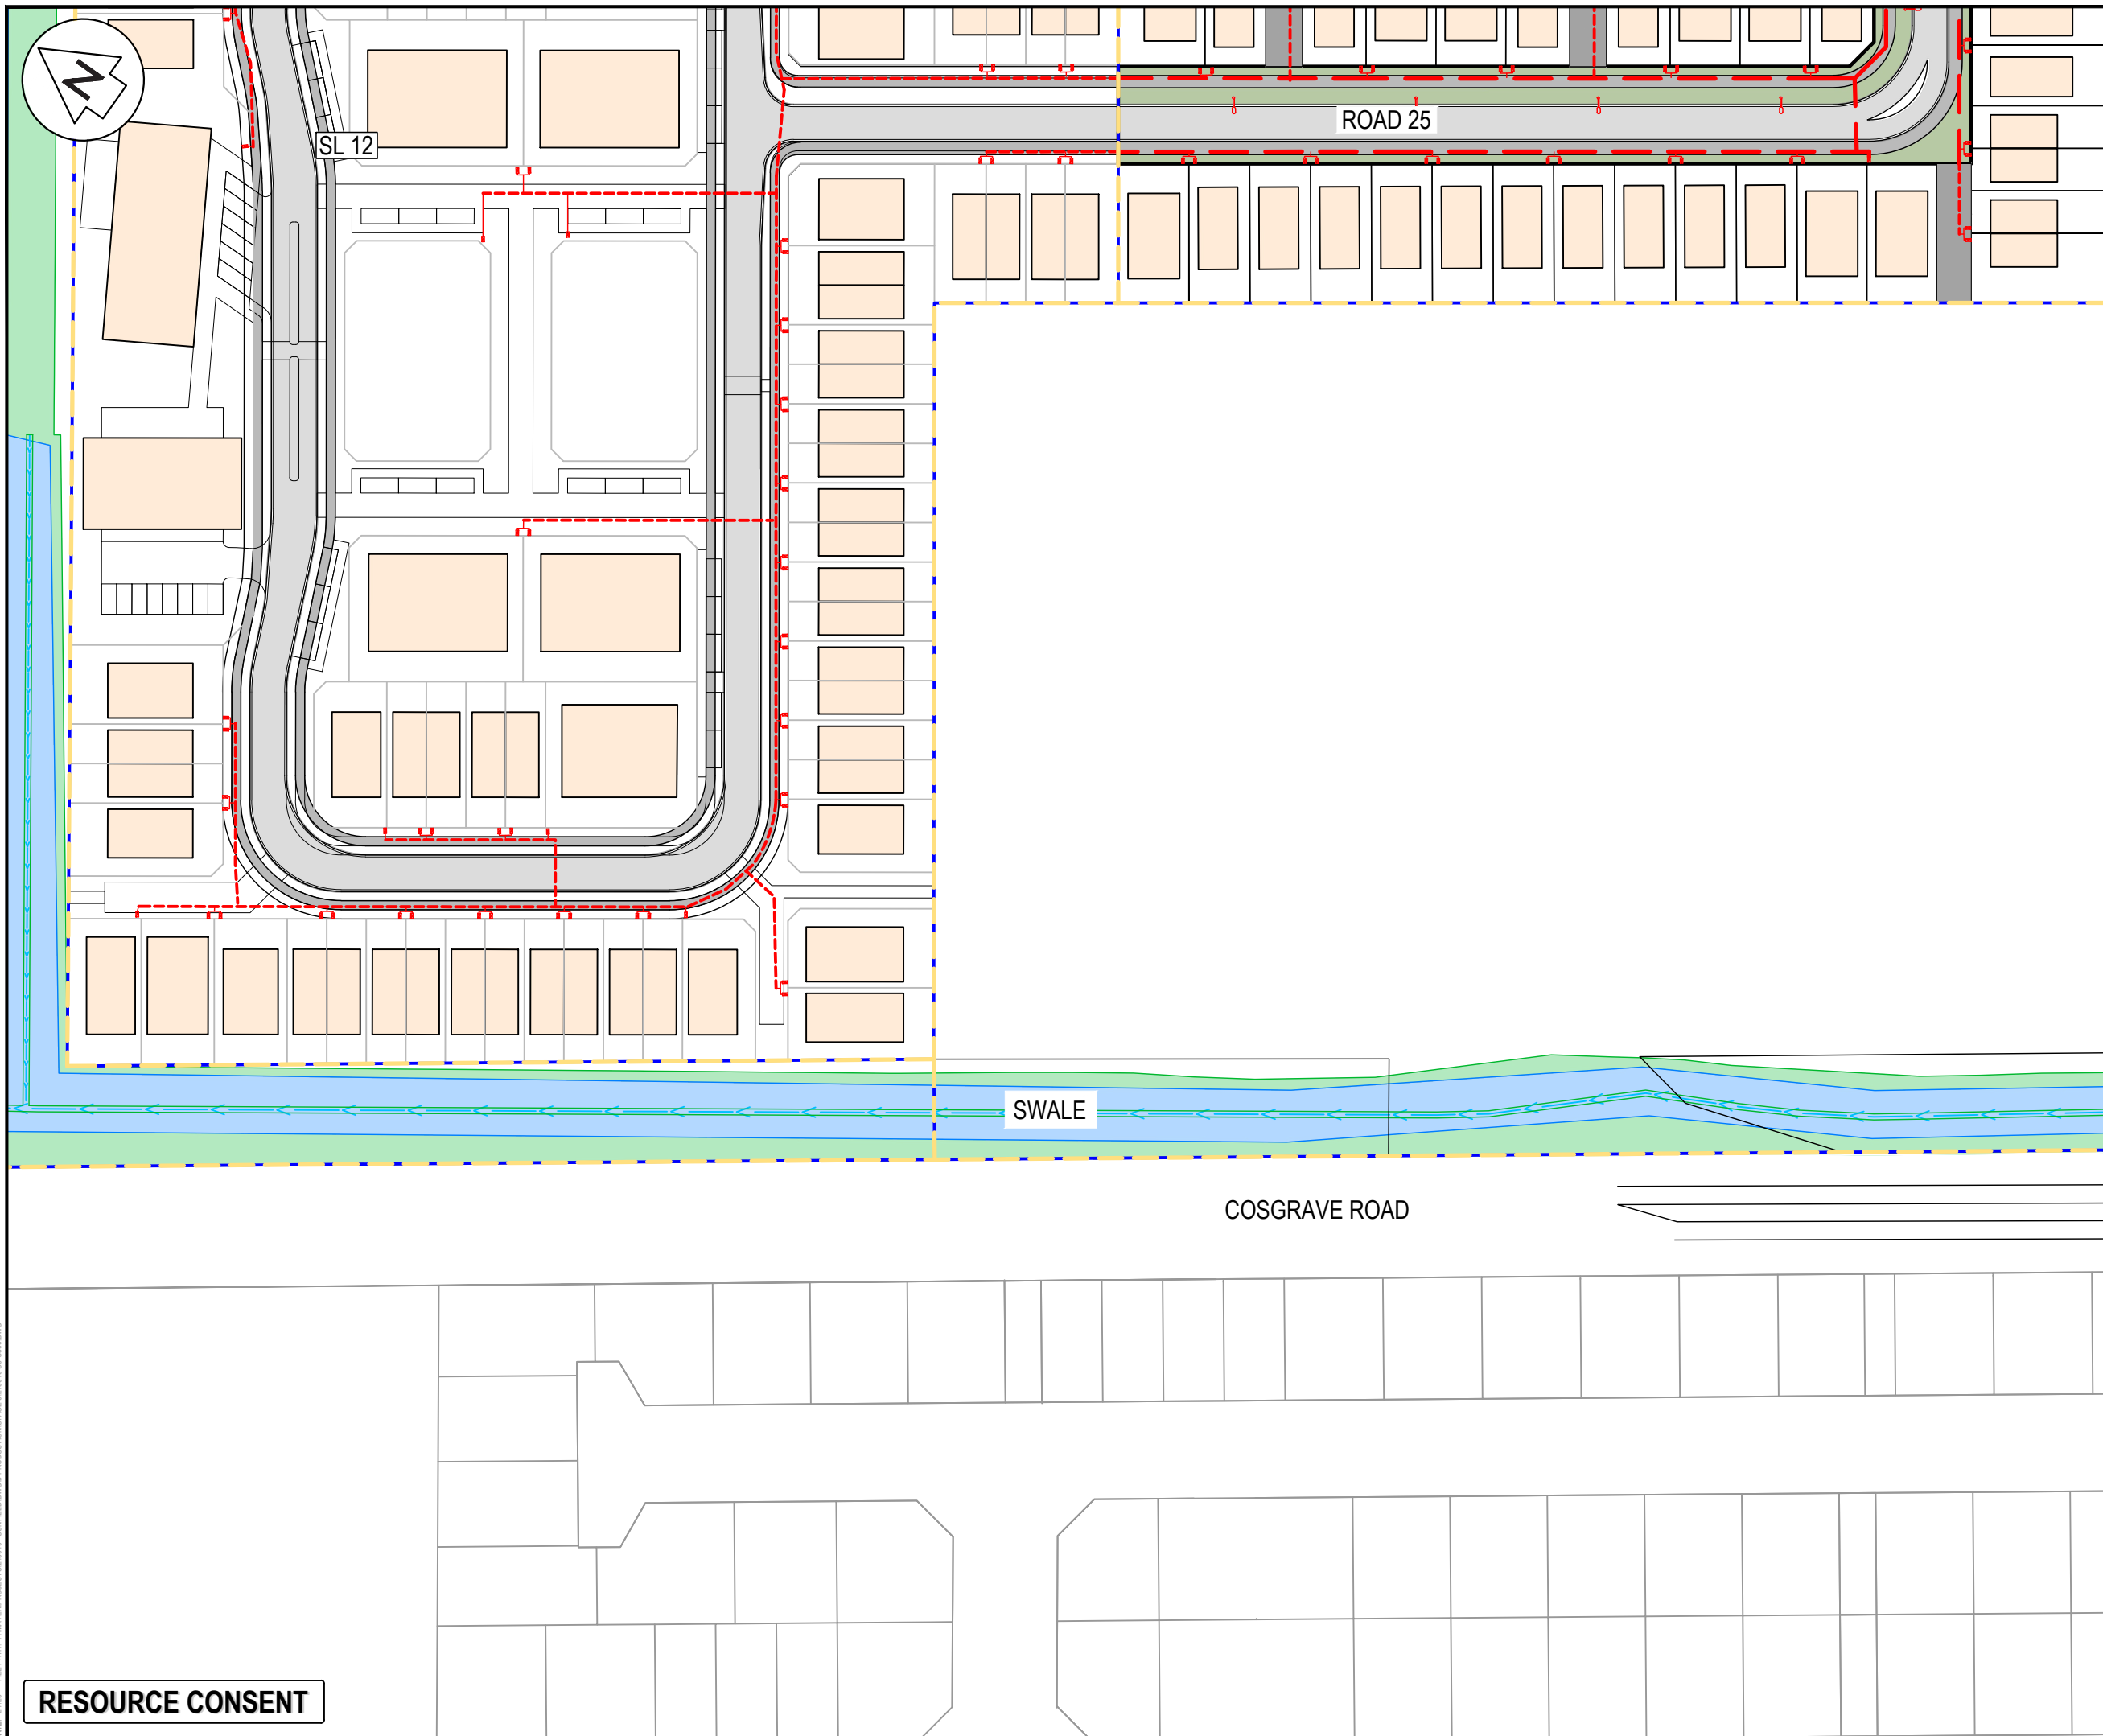 N
SL 12
ROAD 25
SWALE
COSGRAVE ROAD
RESOURCE CONSENT